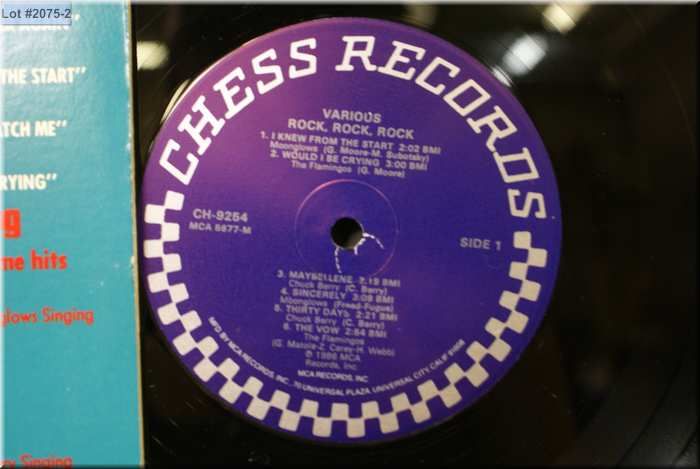 Lot #2075-2
THE START"
ATCH ME"
RYING"
g
me hits
glows Singing
Singing
CHESS RECORDS
VARIOUS
ROCK, ROCK, ROCK
1. I KNEW FROM THE START 2:02 BMI
Moonglows (G. Moore-M. Subotsky)
2. WOULD I BE CRYING 3:00 BMI
The Flamingos (G. Moore)
CH-9254
MCA 5877-M
SIDE 1
3. MAYBELLENE 2:19 BMI
Chuck Berry (C. Berry)
4. SINCERELY 3:08 BMI
Moonglows (Freed-Fuqua)
5. THIRTY DAYS 2:21 BMI
Chuck Berry (C. Berry)
6. THE VOW 2:54 BMI
The Flamingos
(G. Matola-Z. Carey-H. Webb)
℗ 1986 MCA
Records, Inc
MCA RECORDS, INC
MFD BY MCA RECORDS, INC., 70 UNIVERSAL PLAZA, UNIVERSAL CITY, CALIF 91608